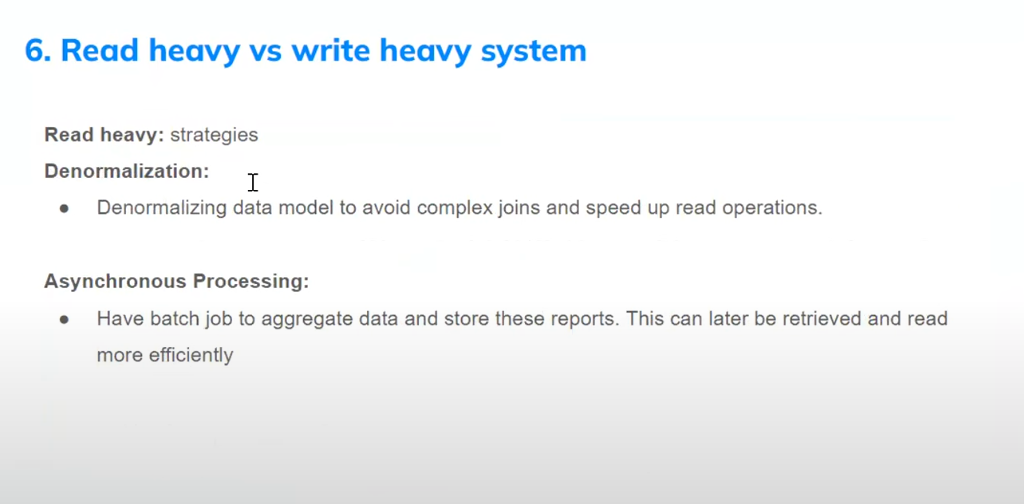 6. Read heavy vs write heavy system
Read heavy: strategies
Denormalization:
● Denormalizing data model to avoid complex joins and speed up read operations.
Asynchronous Processing:
● Have batch job to aggregate data and store these reports. This can later be retrieved and read
more efficiently